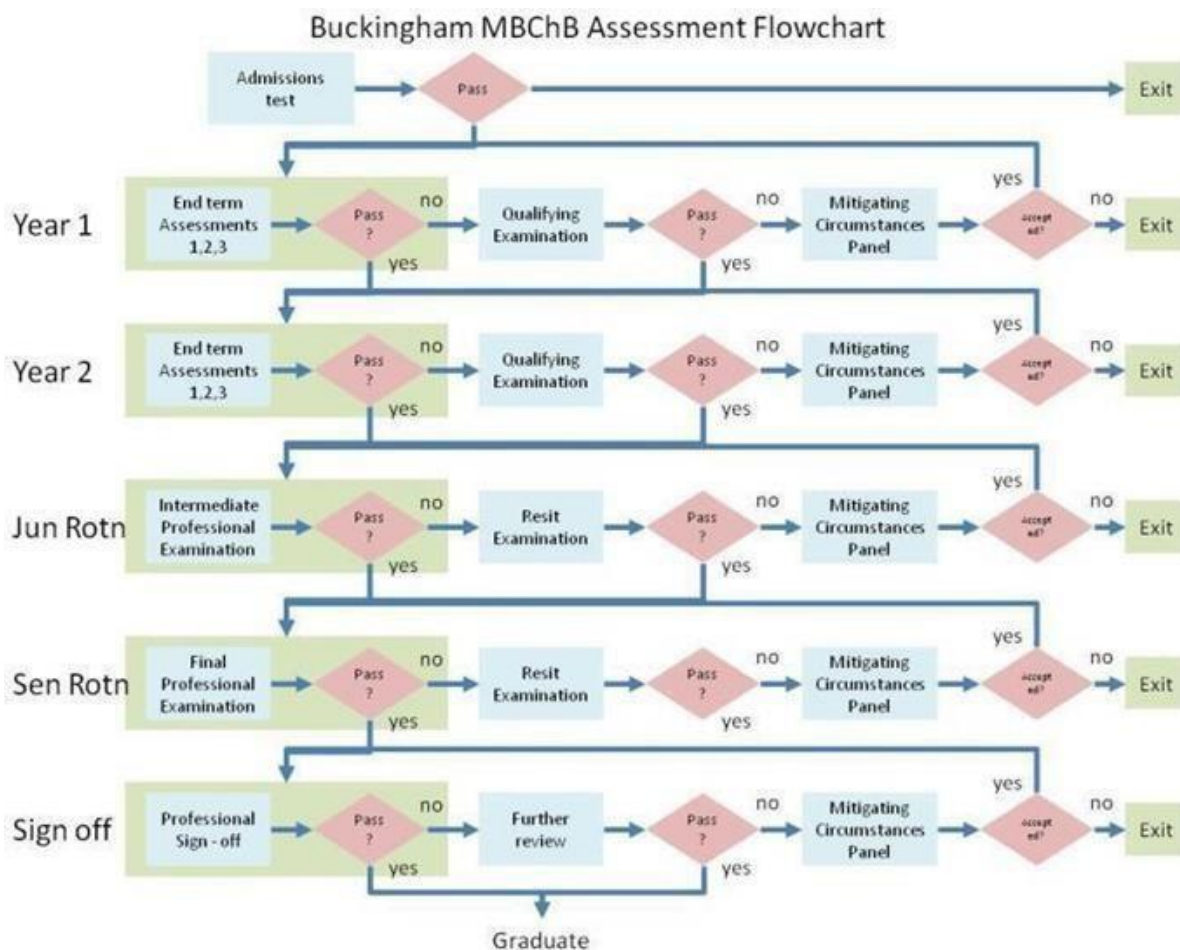 Buckingham MBChB Assessment Flowchart
Admissions
test
Pass
Exit
Year 1
End term
Assessments
1,2,3
Pass
?
no
yes
Qualifying
Examination
Pass
?
no
yes
Mitigating
Circumstances
Panel
yes
Accept
ed?
no
Exit
Year 2
End term
Assessments
1,2,3
Pass
?
no
yes
Qualifying
Examination
Pass
?
no
yes
Mitigating
Circumstances
Panel
yes
Accept
ed?
no
Exit
Jun Rotn
Intermediate
Professional
Examination
Pass
?
no
yes
Resit
Examination
Pass
?
no
yes
Mitigating
Circumstances
Panel
yes
Accept
ed?
no
Exit
Sen Rotn
Final
Professional
Examination
Pass
?
no
yes
Resit
Examination
Pass
?
no
yes
Mitigating
Circumstances
Panel
yes
Accept
ed?
no
Exit
Sign off
Professional
Sign - off
Pass
?
no
yes
Further
review
Pass
?
no
yes
Mitigating
Circumstances
Panel
yes
Accept
ed?
no
Exit
Graduate